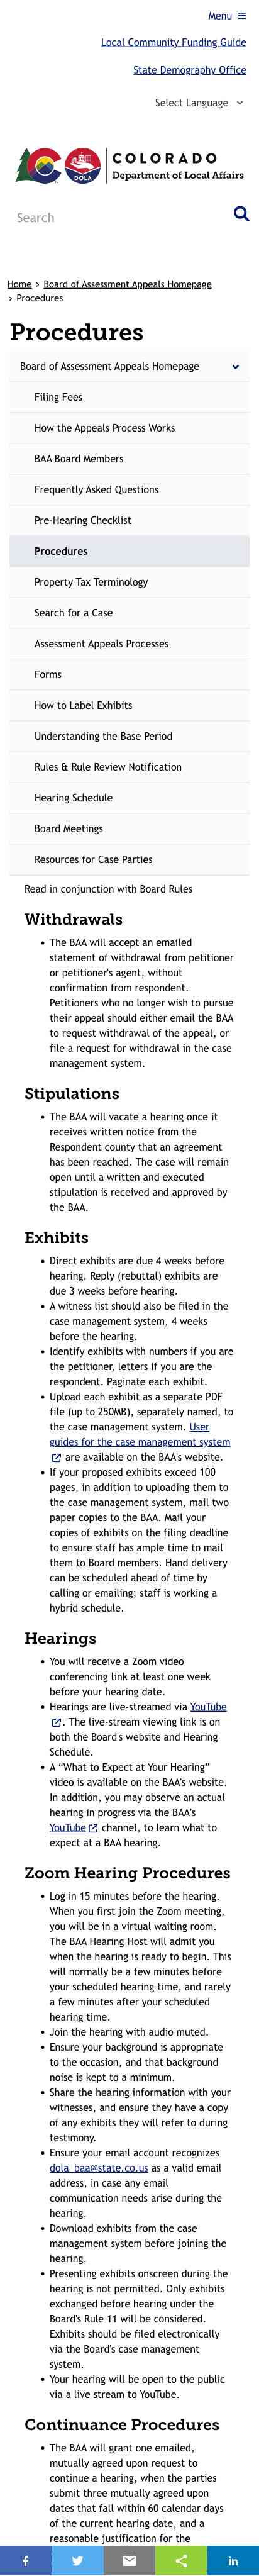 Menu
Local Community Funding Guide
State Demography Office
Select Language
DOLA
COLORADO
Department of Local Affairs
Search
Home › Board of Assessment Appeals Homepage
› Procedures
Procedures
Board of Assessment Appeals Homepage
Filing Fees
How the Appeals Process Works
BAA Board Members
Frequently Asked Questions
Pre-Hearing Checklist
Procedures
Property Tax Terminology
Search for a Case
Assessment Appeals Processes
Forms
How to Label Exhibits
Understanding the Base Period
Rules & Rule Review Notification
Hearing Schedule
Board Meetings
Resources for Case Parties
Read in conjunction with Board Rules
Withdrawals
• The BAA will accept an emailed
statement of withdrawal from petitioner
or petitioner's agent, without
confirmation from respondent.
Petitioners who no longer wish to pursue
their appeal should either email the BAA
to request withdrawal of the appeal, or
file a request for withdrawal in the case
management system.
Stipulations
• The BAA will vacate a hearing once it
receives written notice from the
Respondent county that an agreement
has been reached. The case will remain
open until a written and executed
stipulation is received and approved by
the BAA.
Exhibits
• Direct exhibits are due 4 weeks before
hearing. Reply (rebuttal) exhibits are
due 3 weeks before hearing.
• A witness list should also be filed in the
case management system, 4 weeks
before the hearing.
• Identify exhibits with numbers if you are
the petitioner, letters if you are the
respondent. Paginate each exhibit.
• Upload each exhibit as a separate PDF
file (up to 250MB), separately named, to
the case management system. User
guides for the case management system
are available on the BAA's website.
• If your proposed exhibits exceed 100
pages, in addition to uploading them to
the case management system, mail two
paper copies to the BAA. Mail your
copies of exhibits on the filing deadline
to ensure staff has ample time to mail
them to Board members. Hand delivery
can be scheduled ahead of time by
calling or emailing; staff is working a
hybrid schedule.
Hearings
• You will receive a Zoom video
conferencing link at least one week
before your hearing date.
• Hearings are live-streamed via YouTube
. The live-stream viewing link is on
both the Board's website and Hearing
Schedule.
• A “What to Expect at Your Hearing”
video is available on the BAA's website.
In addition, you may observe an actual
hearing in progress via the BAA’s
YouTube channel, to learn what to
expect at a BAA hearing.
Zoom Hearing Procedures
• Log in 15 minutes before the hearing.
When you first join the Zoom meeting,
you will be in a virtual waiting room.
The BAA Hearing Host will admit you
when the hearing is ready to begin. This
will normally be a few minutes before
your scheduled hearing time, and rarely
a few minutes after your scheduled
hearing time.
• Join the hearing with audio muted.
• Ensure your background is appropriate
to the occasion, and that background
noise is kept to a minimum.
• Share the hearing information with your
witnesses, and ensure they have a copy
of any exhibits they will refer to during
testimony.
• Ensure your email account recognizes
dola_baa@state.co.us as a valid email
address, in case any email
communication needs arise during the
hearing.
• Download exhibits from the case
management system before joining the
hearing.
• Presenting exhibits onscreen during the
hearing is not permitted. Only exhibits
exchanged before hearing under the
Board's Rule 11 will be considered.
Exhibits should be filed electronically
via the Board's case management
system.
• Your hearing will be open to the public
via a live stream to YouTube.
Continuance Procedures
• The BAA will grant one emailed,
mutually agreed upon request to
continue a hearing, when the parties
submit three mutually agreed upon
dates that fall within 60 calendar days
of the current hearing date, and a
reasonable justification for the